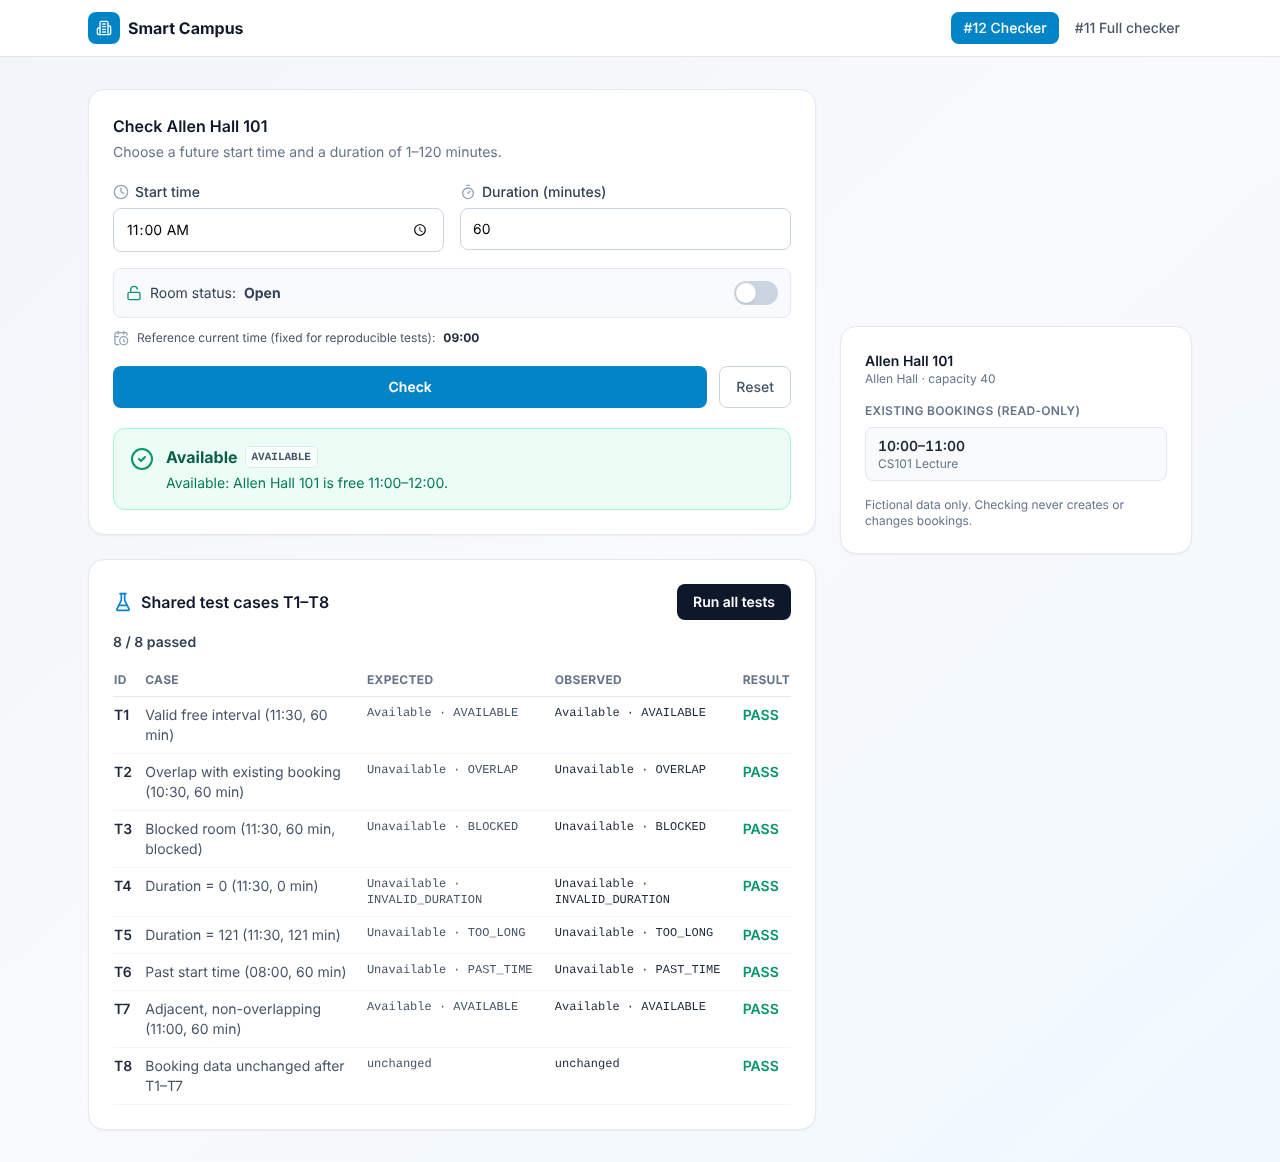 Smart Campus
#12 Checker
#11 Full checker
Check Allen Hall 101
Choose a future start time and a duration of 1–120 minutes.
Start time
Duration (minutes)
11:00 AM
60
Room status: Open
Reference current time (fixed for reproducible tests): 09:00
Check
Reset
Available AVAILABLE
Available: Allen Hall 101 is free 11:00–12:00.
Allen Hall 101
Allen Hall · capacity 40
EXISTING BOOKINGS (READ-ONLY)
10:00–11:00
CS101 Lecture
Fictional data only. Checking never creates or
changes bookings.
Shared test cases T1–T8
Run all tests
8 / 8 passed
ID CASE EXPECTED OBSERVED RESULT
T1 Valid free interval (11:30, 60 Available · AVAILABLE Available · AVAILABLE PASS
min)
T2 Overlap with existing booking Unavailable · OVERLAP Unavailable · OVERLAP PASS
(10:30, 60 min)
T3 Blocked room (11:30, 60 min, Unavailable · BLOCKED Unavailable · BLOCKED PASS
blocked)
T4 Duration = 0 (11:30, 0 min) Unavailable · Unavailable · PASS
INVALID_DURATION INVALID_DURATION
T5 Duration = 121 (11:30, 121 min) Unavailable · TOO_LONG Unavailable · TOO_LONG PASS
T6 Past start time (08:00, 60 min) Unavailable · PAST_TIME Unavailable · PAST_TIME PASS
T7 Adjacent, non-overlapping Available · AVAILABLE Available · AVAILABLE PASS
(11:00, 60 min)
T8 Booking data unchanged after unchanged unchanged PASS
T1–T7